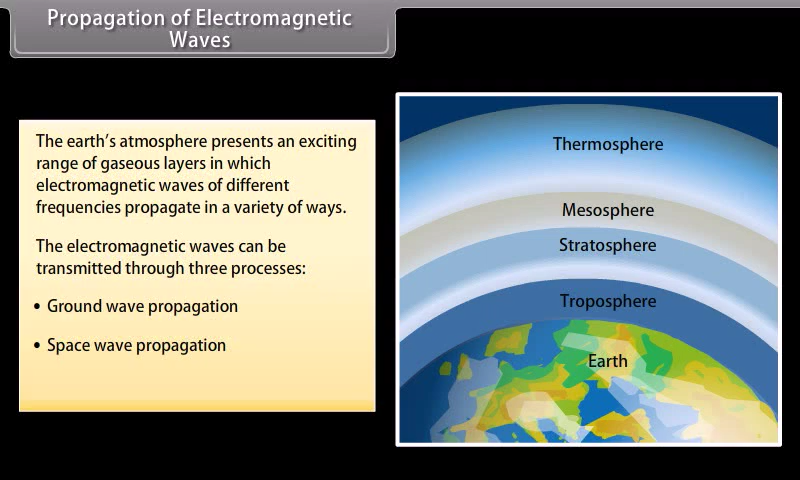 Propagation of Electromagnetic
Waves
The earth's atmosphere presents an exciting
range of gaseous layers in which
electromagnetic waves of different
frequencies propagate in a variety of ways.
The electromagnetic waves can be
transmitted through three processes:
• Ground wave propagation
• Space wave propagation
Thermosphere
Mesosphere
Stratosphere
Troposphere
Earth